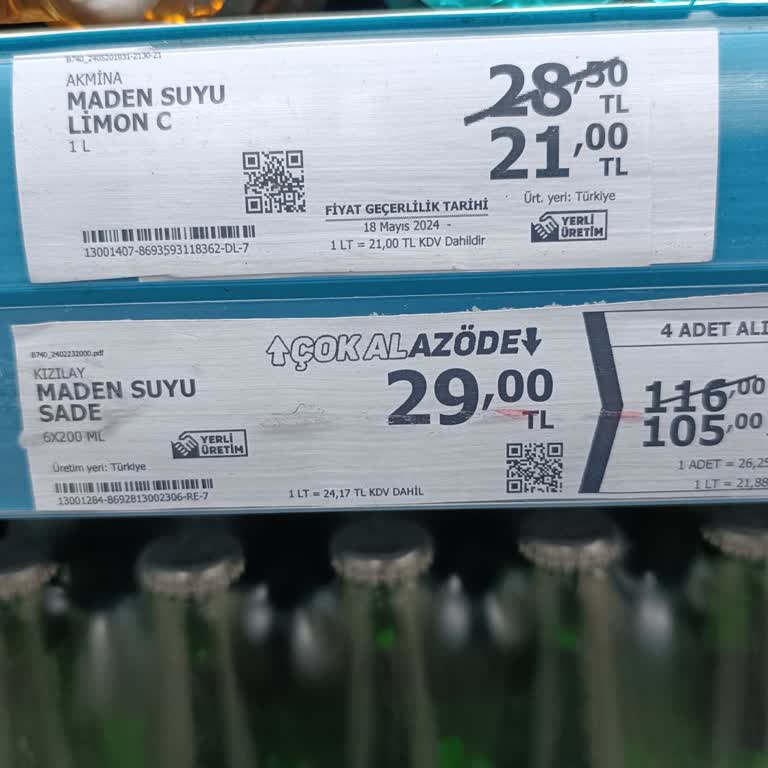 B740_2405201931-2130-21
AKMİNA
MADEN SUYU
LİMON C
1 L
28,50
TL
21,00
TL
Ürt. yeri: Türkiye
FİYAT GEÇERLİLİK TARİHİ
18 Mayıs 2024 -
1 LT = 21,00 TL KDV Dahildir
YERLİ
ÜRETİM
13001407-8693593118362-DL-7
B740_2402232000.pdf
KIZILAY
MADEN SUYU
SADE
6X200 ML
Üretim yeri: Türkiye
YERLİ
ÜRETİM
13001284-8692813002306-RE-7
ÇOK AL AZ ÖDE
29,00
TL
1 LT = 24,17 TL KDV DAHİL
4 ADET ALI
116,00
105,00
1 ADET = 26,25
1 LT = 21,88